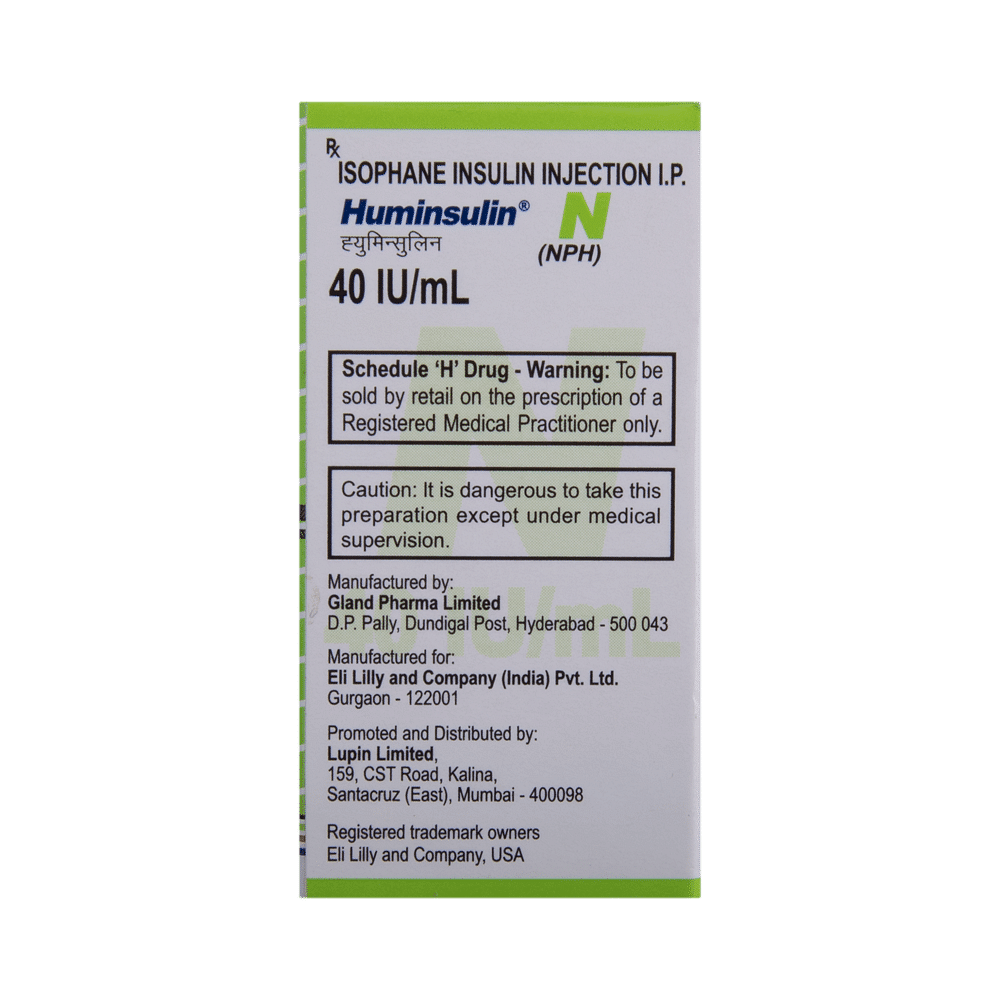 Rx
ISOPHANE INSULIN INJECTION I.P.
Huminsulin® N
ह्युमिन्सुलिन (NPH)
40 IU/mL
N
Schedule ‘H’ Drug - Warning: To be
sold by retail on the prescription of a
Registered Medical Practitioner only.
Caution: It is dangerous to take this
preparation except under medical
supervision.
40 IU/mL
Manufactured by:
Gland Pharma Limited
D.P. Pally, Dundigal Post, Hyderabad - 500 043
Manufactured for:
Eli Lilly and Company (India) Pvt. Ltd.
Gurgaon - 122001
Promoted and Distributed by:
Lupin Limited,
159, CST Road, Kalina,
Santacruz (East), Mumbai - 400098
Registered trademark owners
Eli Lilly and Company, USA